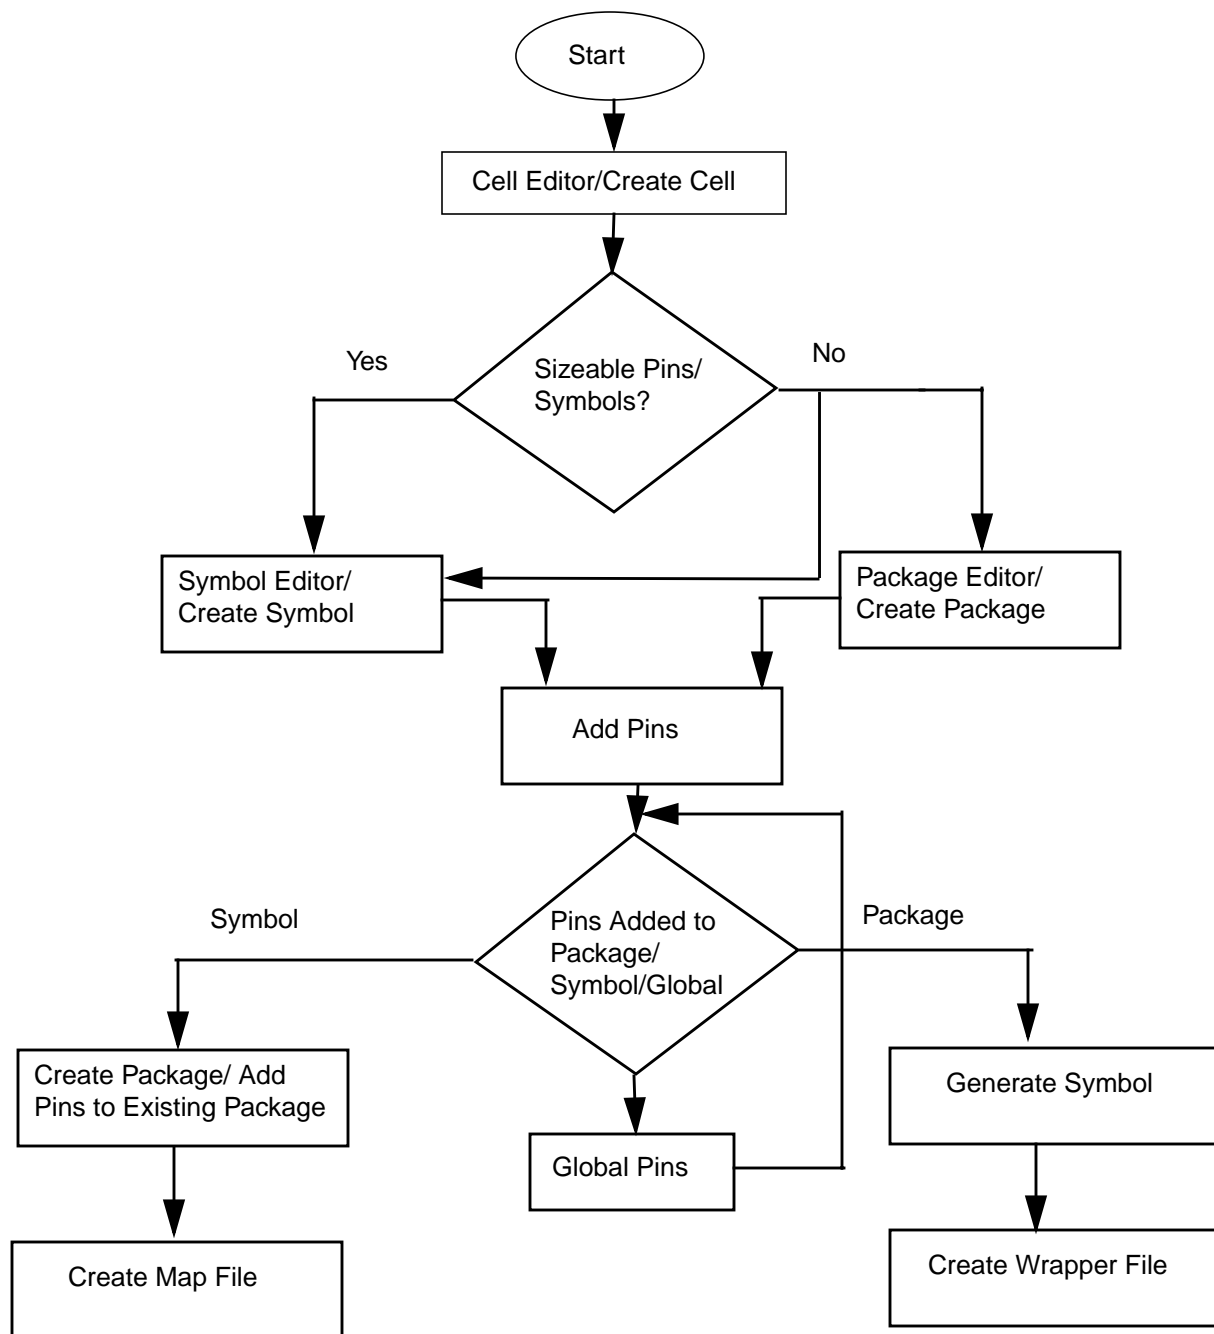 Start
Cell Editor/Create Cell
Yes
No
Sizeable Pins/
Symbols?
Symbol Editor/
Create Symbol
Package Editor/
Create Package
Add Pins
Symbol
Package
Pins Added to
Package/
Symbol/Global
Create Package/ Add
Pins to Existing Package
Generate Symbol
Global Pins
Create Map File
Create Wrapper File